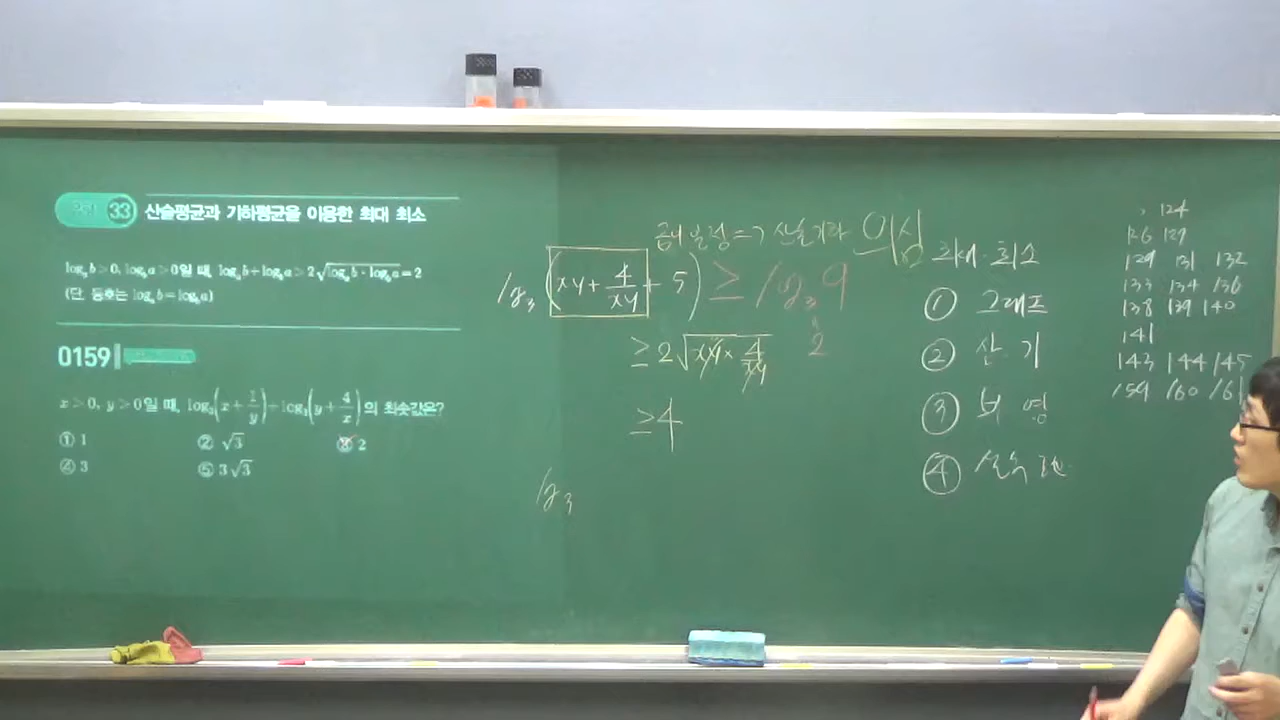 33 산술평균과 기하평균을 이용한 최대 최소
log_a b > 0, log_b a > 0일 때, log_a b + log_b a ≥ 2√(log_a b · log_b a) = 2
(단, 등호는 log_a b = log_b a)
0159
x > 0, y > 0일 때, log_3(x + 1/y) + log_3(y + 4/x)의 최솟값은?
① 1 ② √3 ③ 2
④ 3 ⑤ 3√3
곱이 일정 => 산술기하 의심
log_3 (xy + 4/xy + 5) ≥ log_3 9
≥ 2√(xy × 4/xy) 2
≥ 4
log_3
최대·최소
① 그래프
② 산·기
③ 부 영
④
124
126 129
129 131 132
133 134 136
138 139 140
141
143 144 145
159 160 161